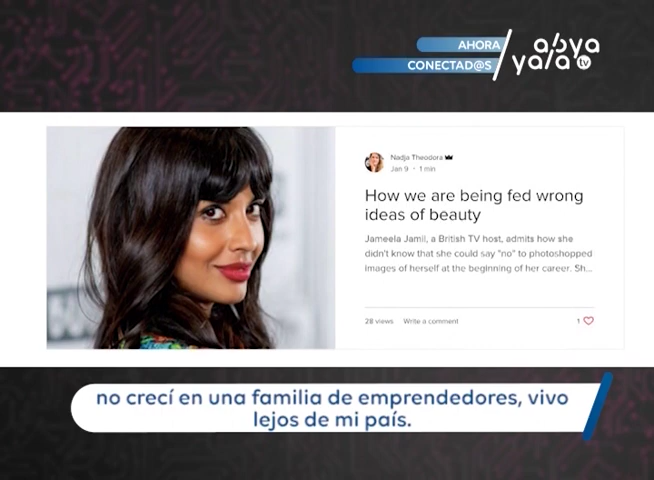 AHORA
CONECTAD@S
abya
yala tv
Nadja Theodora
Jan 9 · 1 min
How we are being fed wrong
ideas of beauty
Jameela Jamil, a British TV host, admits how she
didn't know that she could say "no" to photoshopped
images of herself at the beginning of her career. Sh...
28 views Write a comment 1
no crecí en una familia de emprendedores, vivo
lejos de mi país.